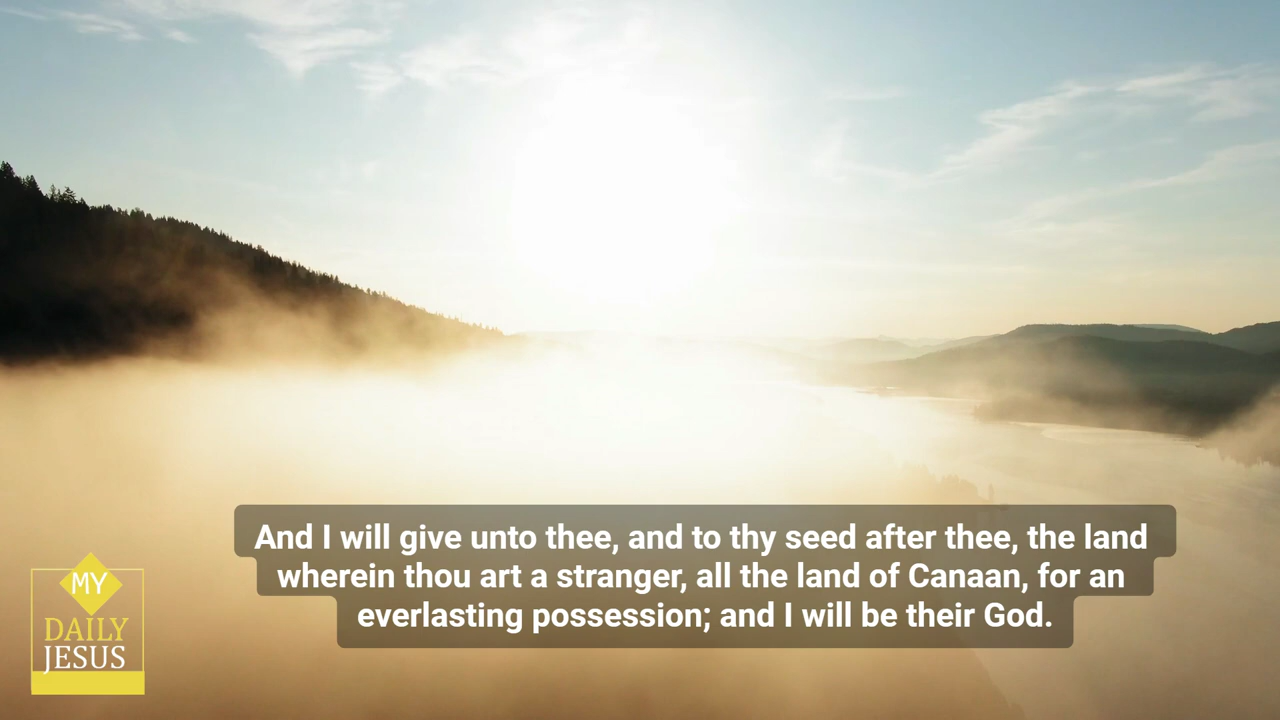 And I will give unto thee, and to thy seed after thee, the land
wherein thou art a stranger, all the land of Canaan, for an
everlasting possession; and I will be their God.
MY
DAILY
JESUS